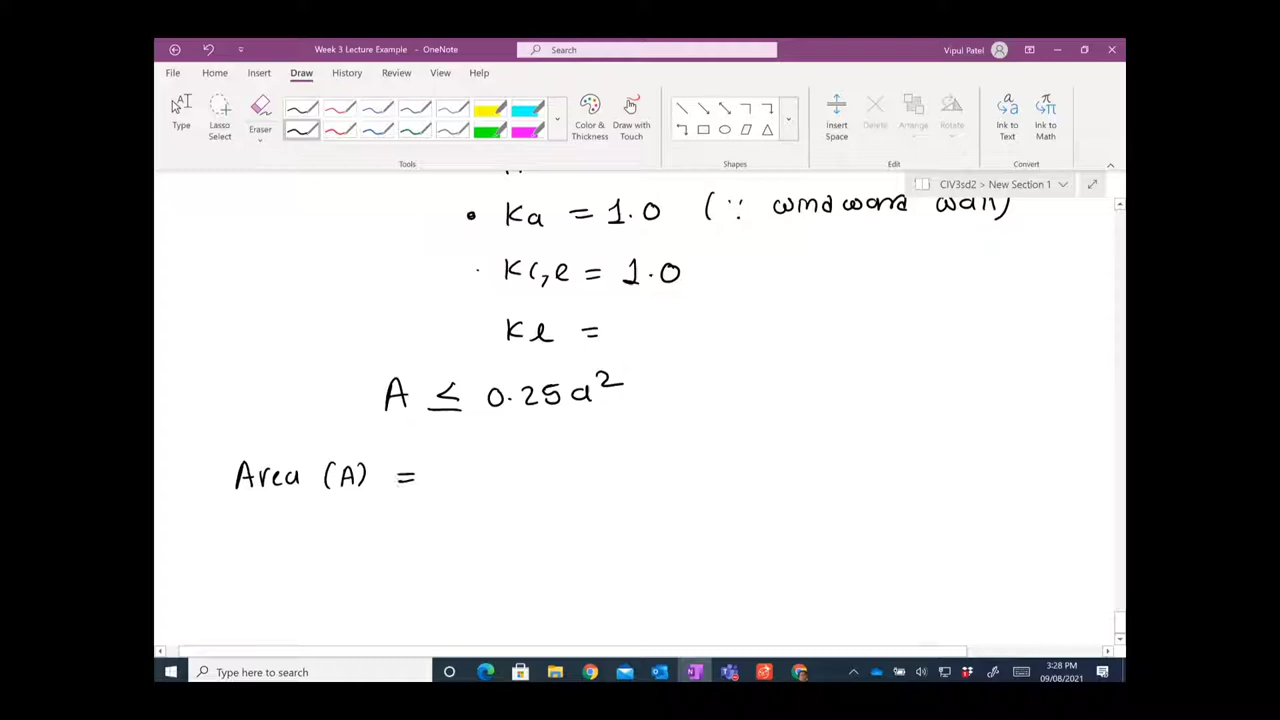 Week 3 Lecture Example - OneNote
Search
Vipul Patel
File Home Insert Draw History Review View Help
Type
Lasso Select
Eraser
Color & Thickness
Draw with Touch
Insert Space
Delete
Arrange
Rotate
Ink to Text
Ink to Math
Tools
Shapes
Edit
Convert
CIV3sd2 > New Section 1
• Ka = 1.0 (∵ windward wall)
· Kc,e = 1.0
Kl =
A ≤ 0.25a²
Area (A) =
Type here to search
3:28 PM
09/08/2021